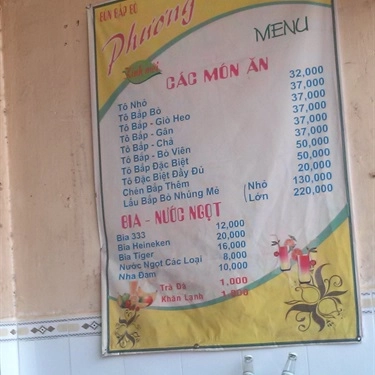 BÚN BẮP BÒ
Phương
MENU
CÁC MÓN ĂN
Tô Nhỏ 32,000
Tô Bắp Bò 37,000
Tô Bắp - Giò Heo 37,000
Tô Bắp - Gân 37,000
Tô Bắp - Chả 37,000
Tô Bắp - Bò Viên 37,000
Tô Bắp Đặc Biệt 50,000
Tô Đặc Biệt Đầy Đủ 50,000
Chén Bắp Thêm 20,000
Lẩu Bắp Bò Nhúng Mẻ (Nhỏ 130,000
Lớn 220,000
BIA - NƯỚC NGỌT
Bia 333 12,000
Bia Heineken 20,000
Bia Tiger 16,000
Nước Ngọt Các Loại 8,000
Nha Đam 10,000
Trà Đá 1.000
Khăn Lạnh